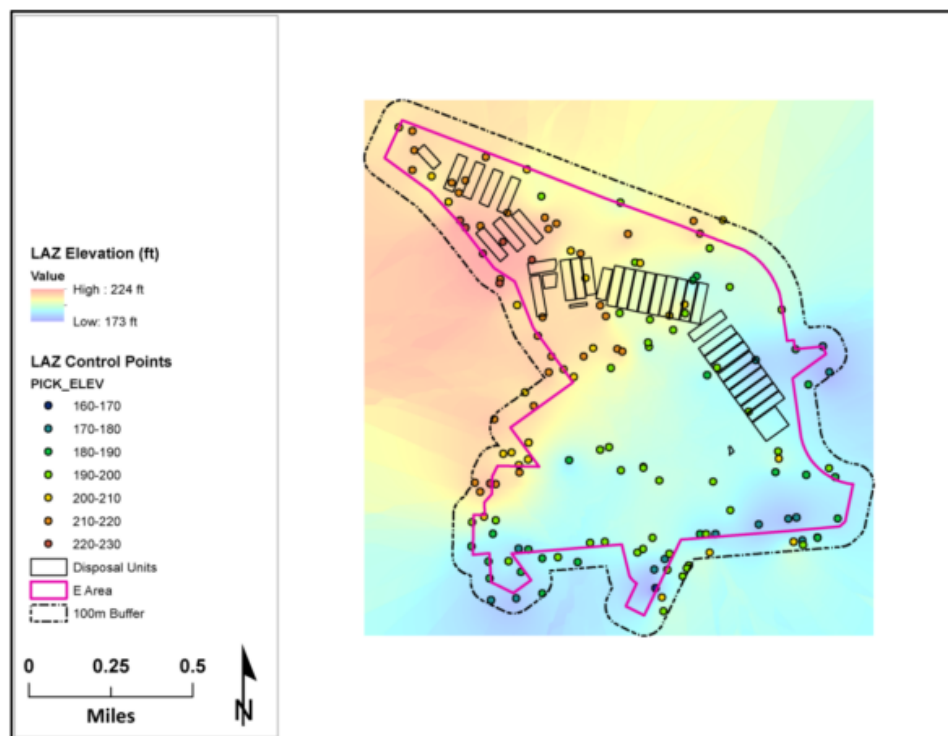 LAZ Elevation (ft)
Value
High : 224 ft
Low: 173 ft
LAZ Control Points
PICK_ELEV
160-170
170-180
180-190
190-200
200-210
210-220
220-230
Disposal Units
E Area
100m Buffer
0 0.25 0.5
Miles
N